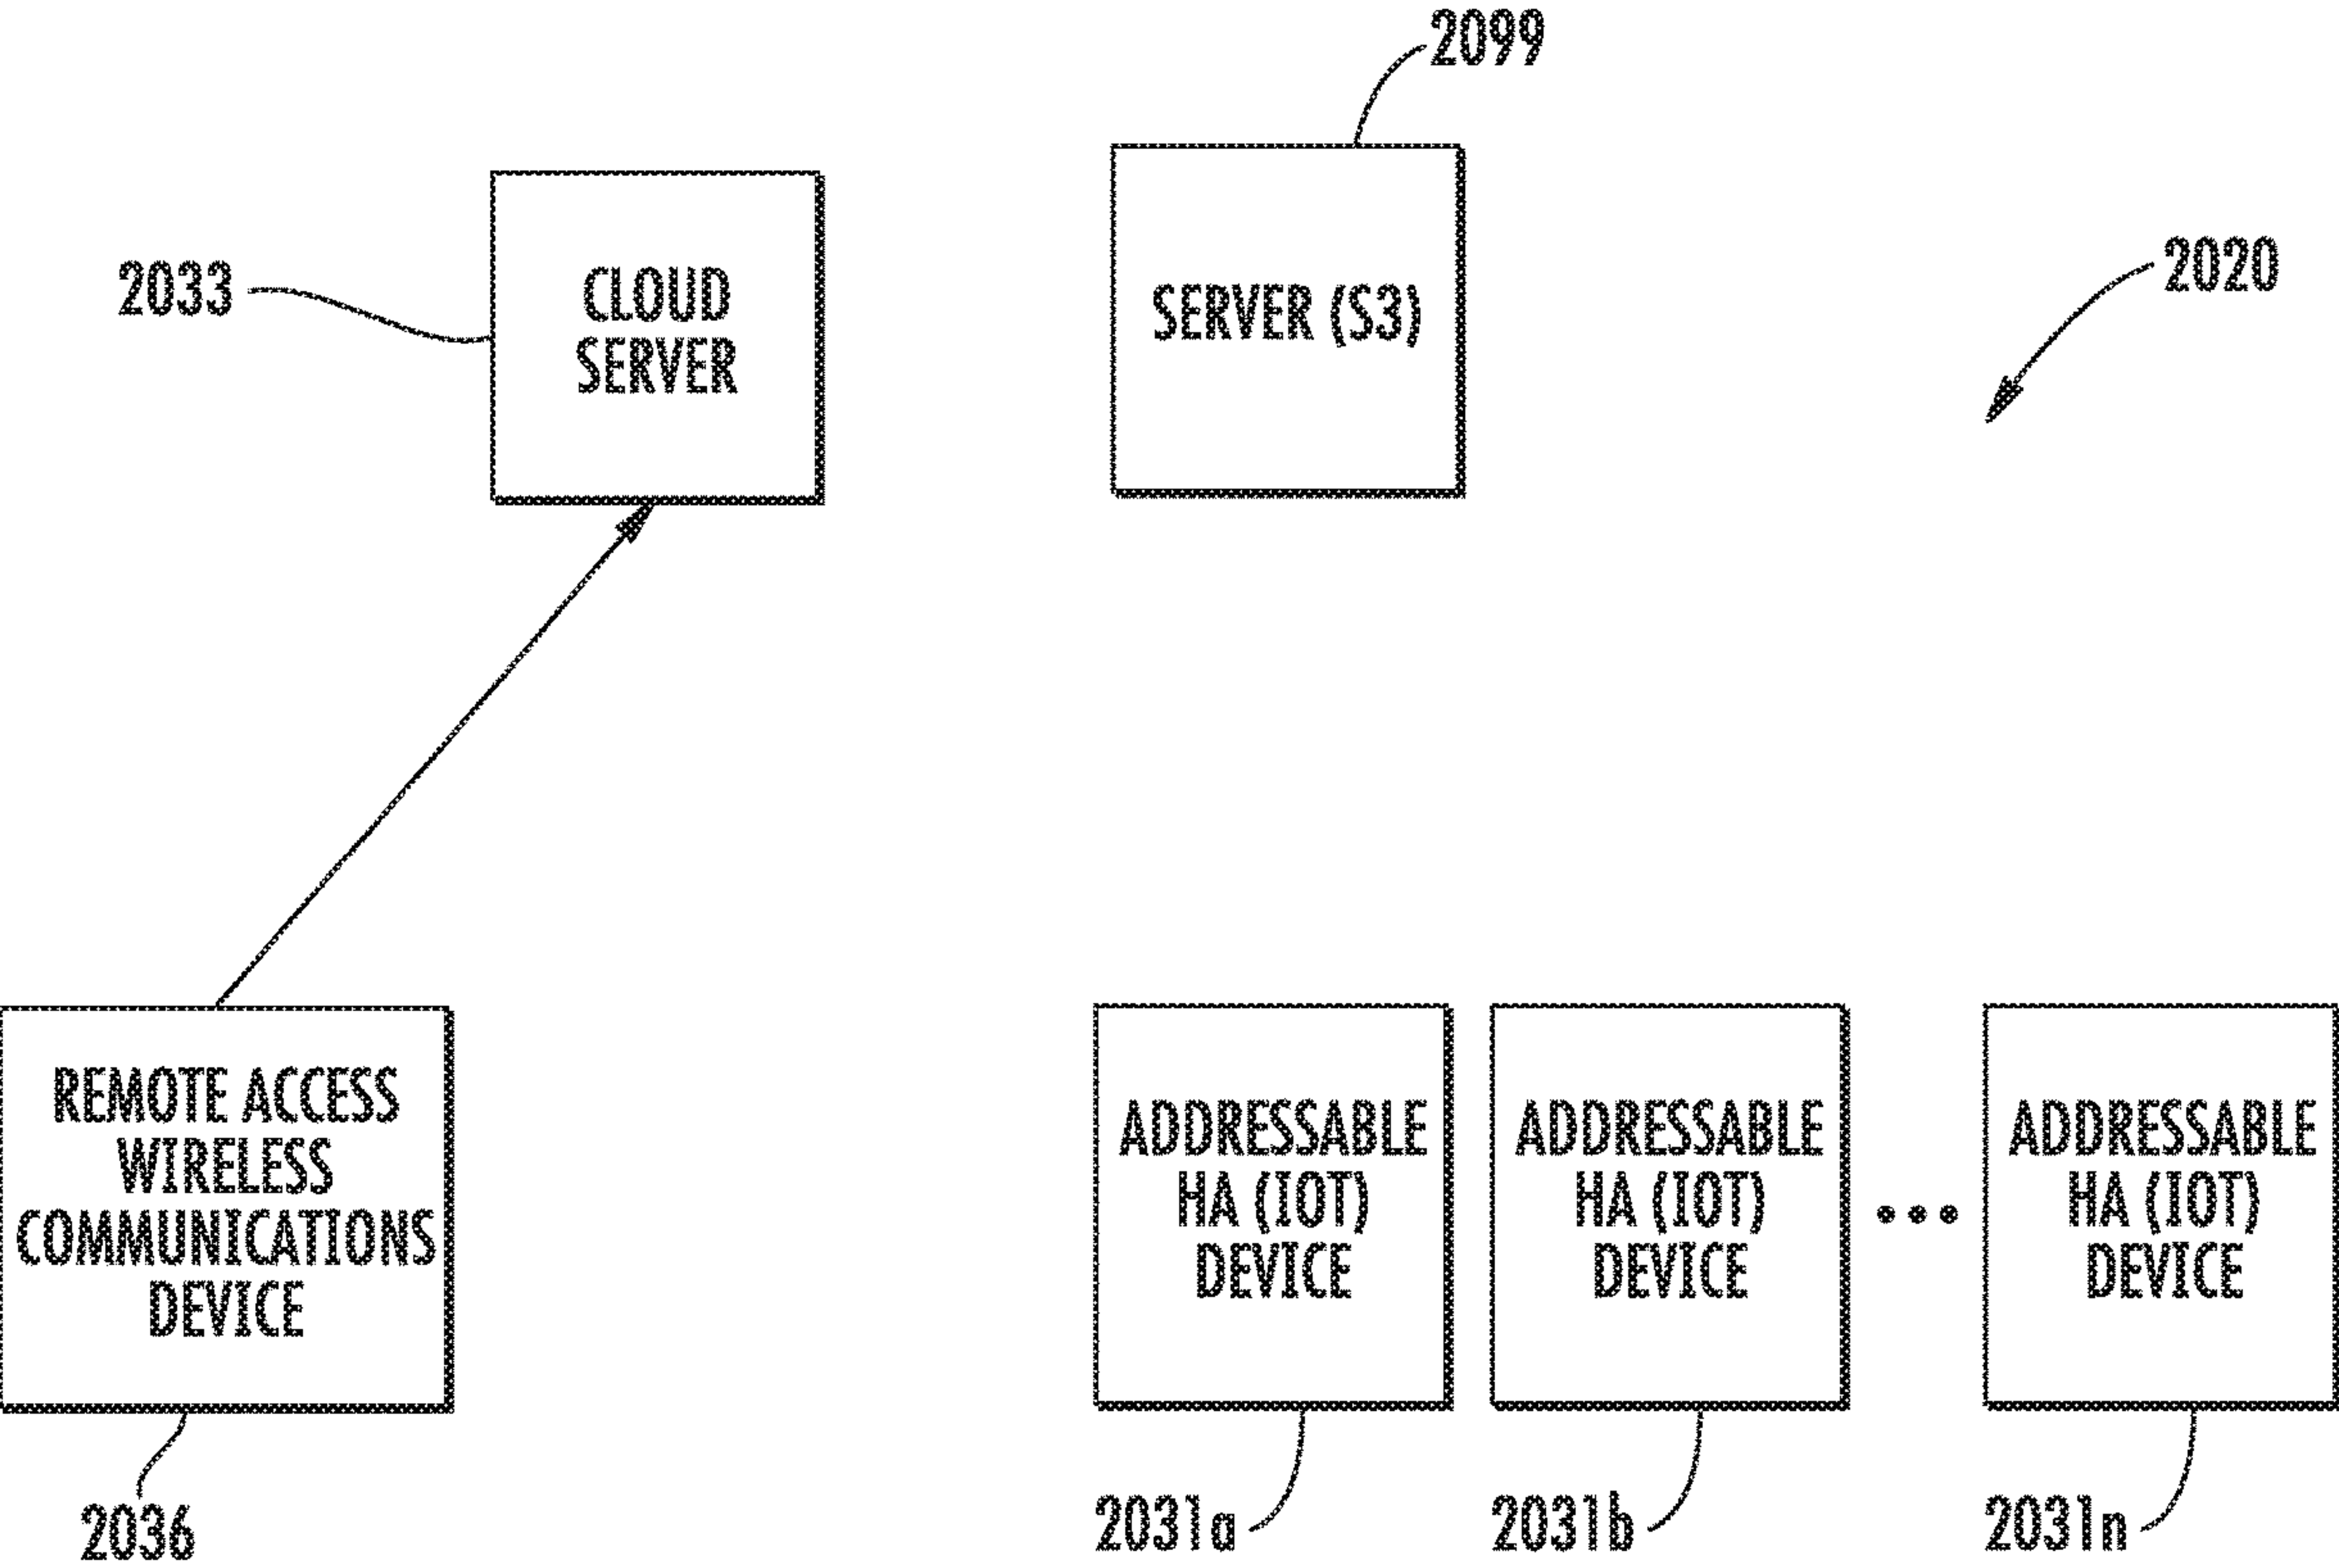 2099
2033
CLOUD
SERVER
SERVER (S3)
2020
REMOTE ACCESS
WIRELESS
COMMUNICATIONS
DEVICE
ADDRESSABLE
HA (IOT)
DEVICE
ADDRESSABLE
HA (IOT)
DEVICE
•••
ADDRESSABLE
HA (IOT)
DEVICE
2036
2031a
2031b
2031n